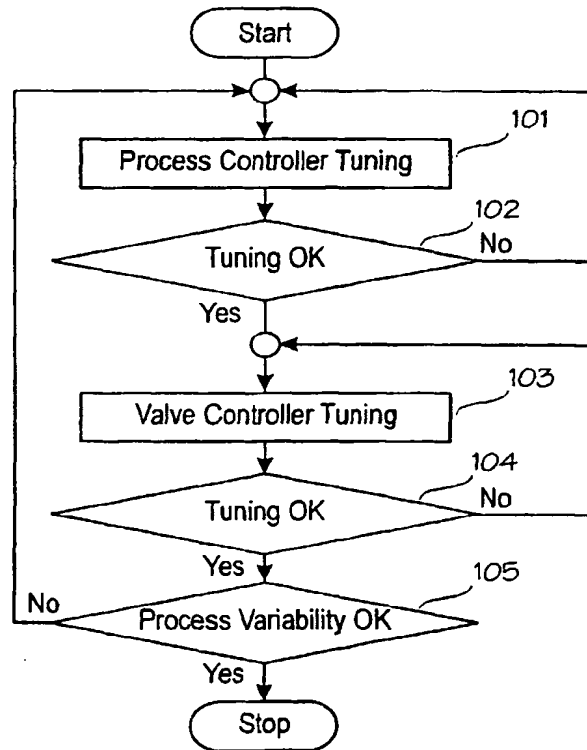 Start
101
Process Controller Tuning
102
Tuning OK
No
Yes
103
Valve Controller Tuning
104
Tuning OK
No
Yes
105
No
Process Variability OK
Yes
Stop